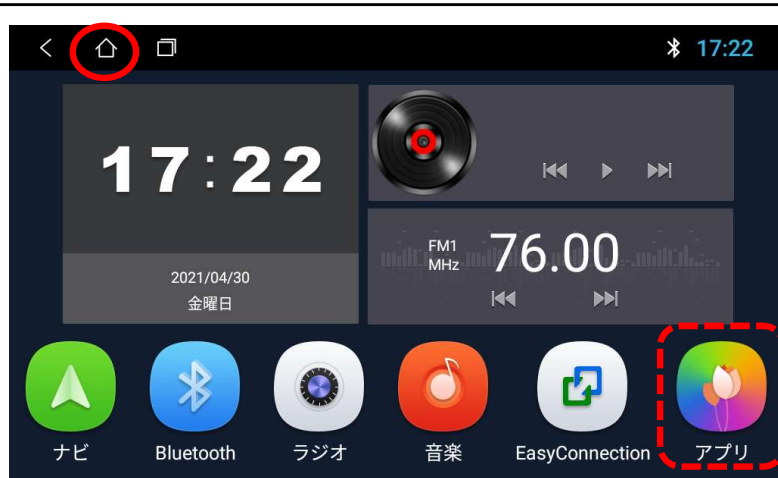 17:22
17:22
2021/04/30
金曜日
FM1
MHz
76.00
ナビ
Bluetooth
ラジオ
音楽
EasyConnection
アプリ